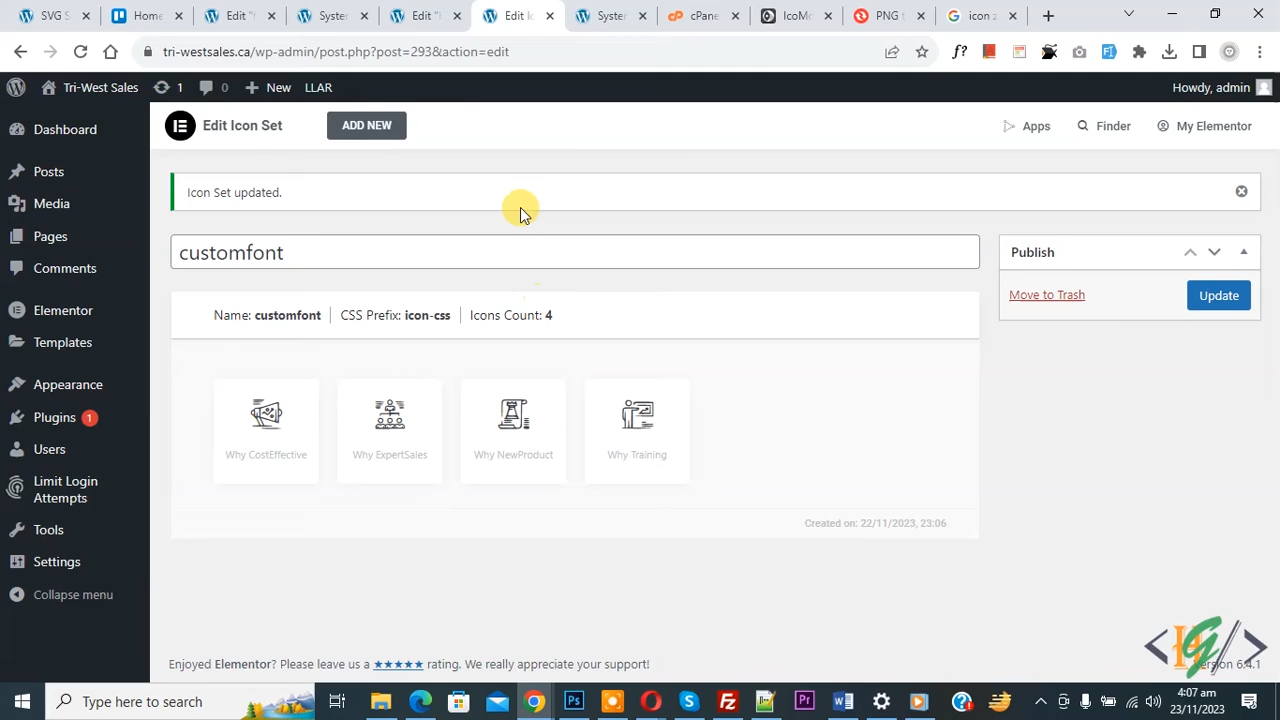 SVG S
Home
Edit "
System
Edit "i
Edit Ic
System
cPane
IcoMo
PNG t
icon z
tri-westsales.ca/wp-admin/post.php?post=293&action=edit
f?
Tri-West Sales
1
0
New
LLAR
Howdy, admin
Dashboard
Posts
Media
Pages
Comments
Elementor
Templates
Appearance
Plugins 1
Users
Limit Login
Attempts
Tools
Settings
Collapse menu
Edit Icon Set
ADD NEW
Apps
Finder
My Elementor
Icon Set updated.
customfont
Name: customfont
CSS Prefix: icon-css
Icons Count: 4
Why CostEffective
Why ExpertSales
Why NewProduct
Why Training
Created on: 22/11/2023, 23:06
Publish
Move to Trash
Update
Enjoyed Elementor? Please leave us a ★★★★★ rating. We really appreciate your support!
Version 6.4.1
Type here to search
4:07 am
23/11/2023